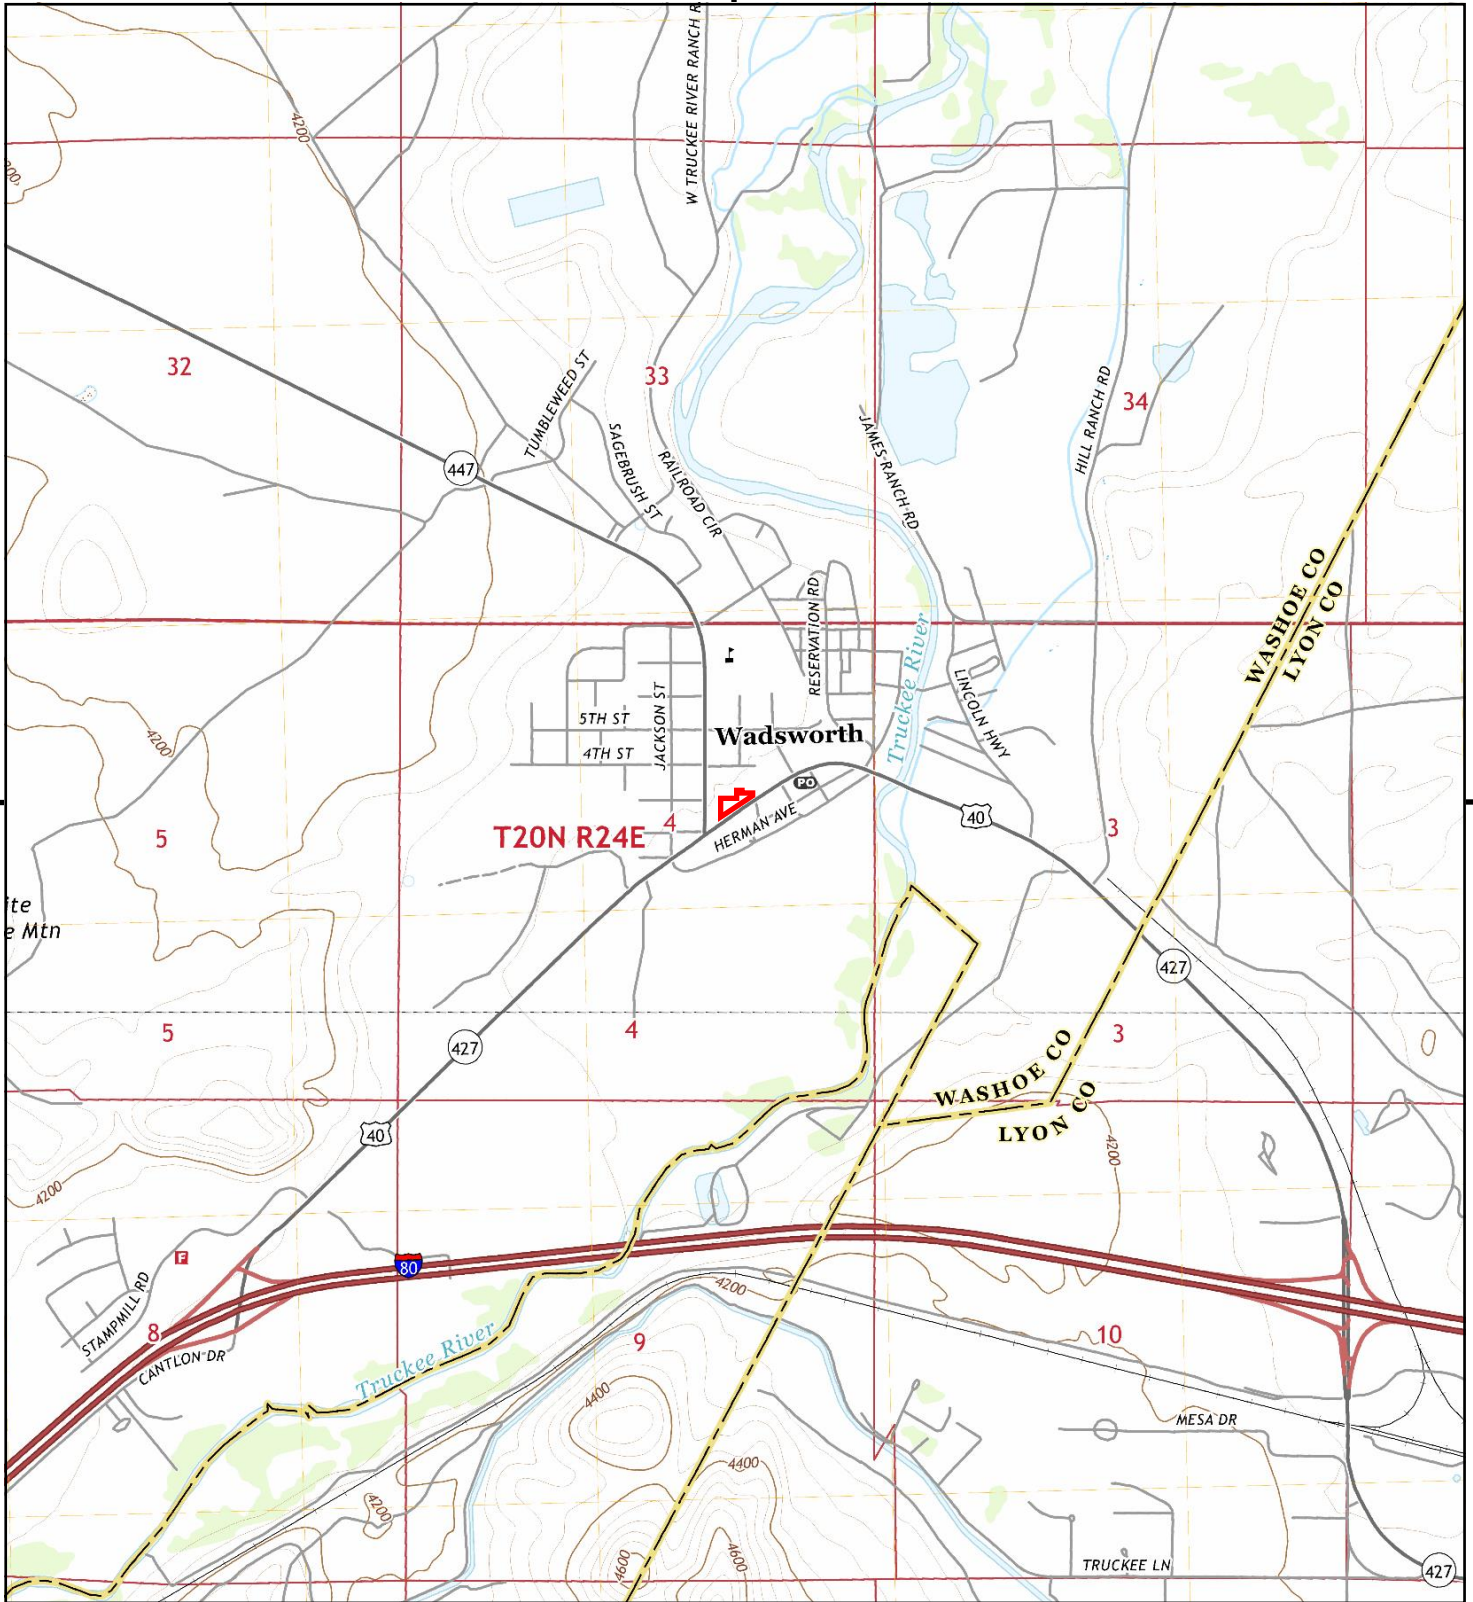 W TRUCKEE RIVER RANCH R
4200
200
32
33
34
TUMBLEWEED ST
SAGEBRUSH ST
RAILROAD CIR
JAMES RANCH RD
HILL RANCH RD
447
RESERVATION RD
Truckee River
WASHOE CO
LYON CO
LINCOLN HWY
JACKSON ST
5TH ST
4TH ST
Wadsworth
4200
PO
HERMAN AVE
40
5
T20N R24E
4
3
ite
e Mtn
427
5
4
427
3
WASHOE CO
LYON CO
40
4200
4200
F
80
STAMPMILL RD
8
CANTLON DR
Truckee River
4200
9
10
4400
MESA DR
4400
4200
4600
4600
TRUCKEE LN
427